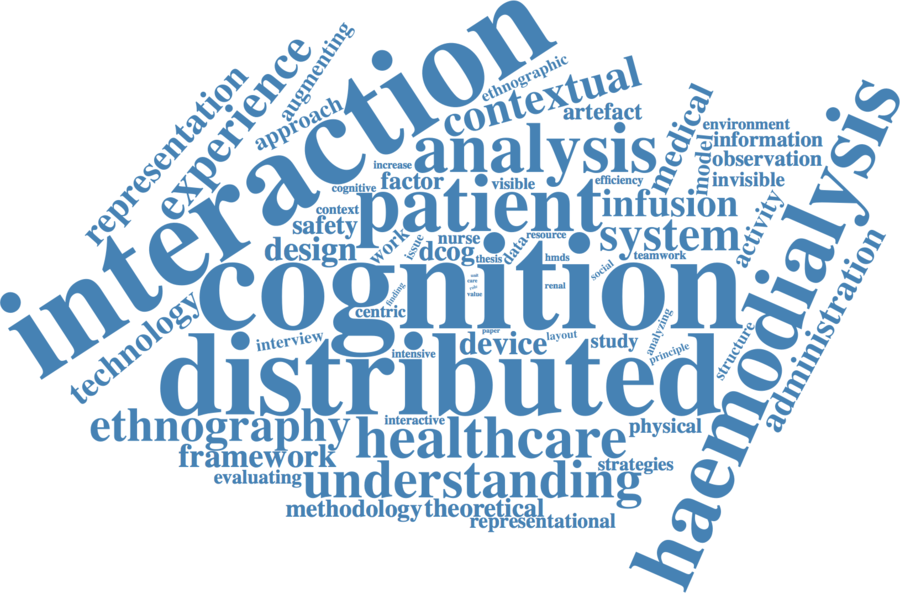 interaction
ethnographic
contextual
artefact
augmenting
experience
representation
approach
analysis
medical
environment
information
model
observation
invisible
haemodialysis
increase
cognitive
factor
visible
efficiency
patient
infusion
context
safety
work
issue
nurse
data
resource
system
teamwork
activity
administration
design
dcog
thesis
hmds
social
cognition
finding
care
value
renal
centric
technology
interview
intensive
paper
device
layout
study
analyzing
principle
structure
distributed
ethnography
interactive
healthcare
physical
framework
strategies
evaluating
understanding
methodology
theoretical
representational